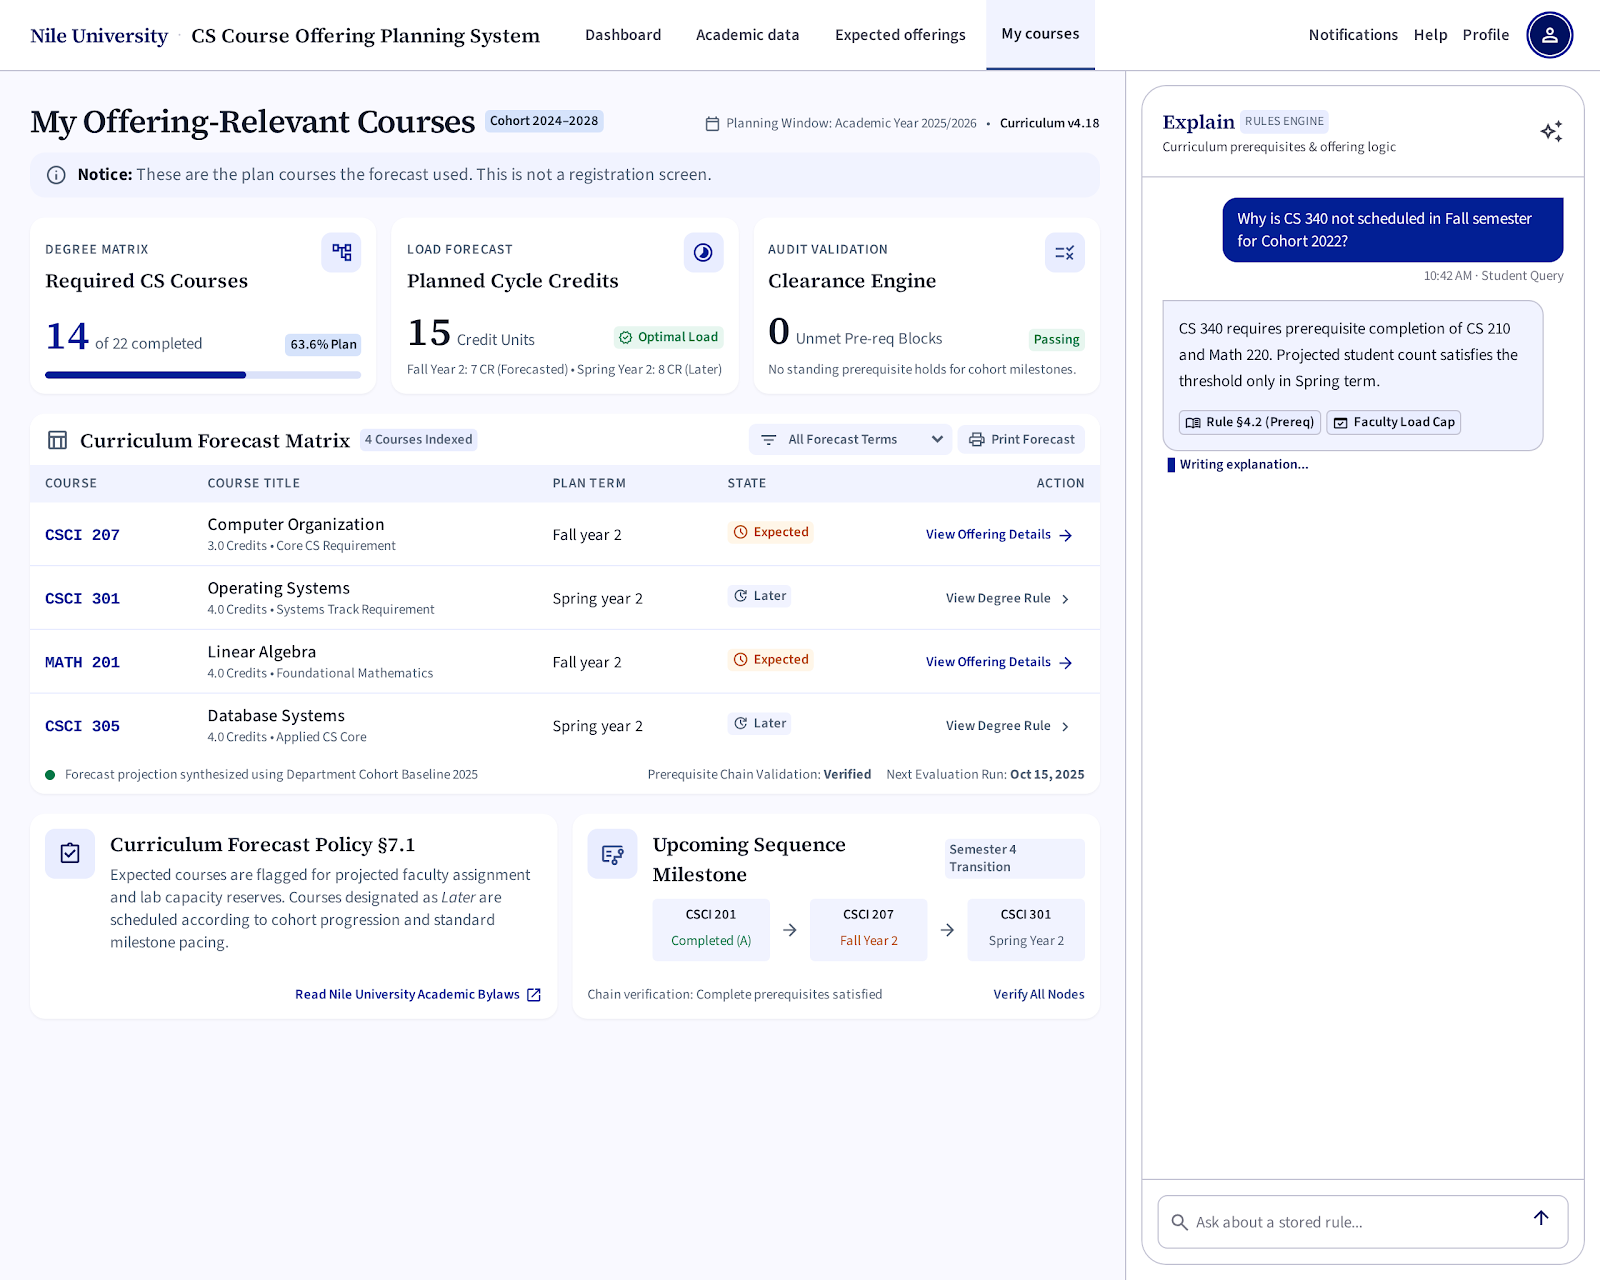 Nile University · CS Course Offering Planning System
Dashboard
Academic data
Expected offerings
My courses
Notifications
Help
Profile
My Offering-Relevant Courses
Cohort 2024–2028
Planning Window: Academic Year 2025/2026 • Curriculum v4.18
Notice: These are the plan courses the forecast used. This is not a registration screen.
DEGREE MATRIX
Required CS Courses
14 of 22 completed
63.6% Plan
LOAD FORECAST
Planned Cycle Credits
15 Credit Units
Optimal Load
Fall Year 2: 7 CR (Forecasted) • Spring Year 2: 8 CR (Later)
AUDIT VALIDATION
Clearance Engine
0 Unmet Pre-req Blocks
Passing
No standing prerequisite holds for cohort milestones.
Curriculum Forecast Matrix
4 Courses Indexed
All Forecast Terms
Print Forecast
COURSE
COURSE TITLE
PLAN TERM
STATE
ACTION
CSCI 207
Computer Organization
3.0 Credits • Core CS Requirement
Fall year 2
Expected
View Offering Details
CSCI 301
Operating Systems
4.0 Credits • Systems Track Requirement
Spring year 2
Later
View Degree Rule
MATH 201
Linear Algebra
4.0 Credits • Foundational Mathematics
Fall year 2
Expected
View Offering Details
CSCI 305
Database Systems
4.0 Credits • Applied CS Core
Spring year 2
Later
View Degree Rule
Forecast projection synthesized using Department Cohort Baseline 2025
Prerequisite Chain Validation: Verified
Next Evaluation Run: Oct 15, 2025
Curriculum Forecast Policy §7.1
Expected courses are flagged for projected faculty assignment
and lab capacity reserves. Courses designated as Later are
scheduled according to cohort progression and standard
milestone pacing.
Read Nile University Academic Bylaws
Upcoming Sequence
Milestone
Semester 4
Transition
CSCI 201
Completed (A)
CSCI 207
Fall Year 2
CSCI 301
Spring Year 2
Chain verification: Complete prerequisites satisfied
Verify All Nodes
Explain
RULES ENGINE
Curriculum prerequisites & offering logic
Why is CS 340 not scheduled in Fall semester
for Cohort 2022?
10:42 AM · Student Query
CS 340 requires prerequisite completion of CS 210
and Math 220. Projected student count satisfies the
threshold only in Spring term.
Rule §4.2 (Prereq)
Faculty Load Cap
Writing explanation...
Ask about a stored rule...